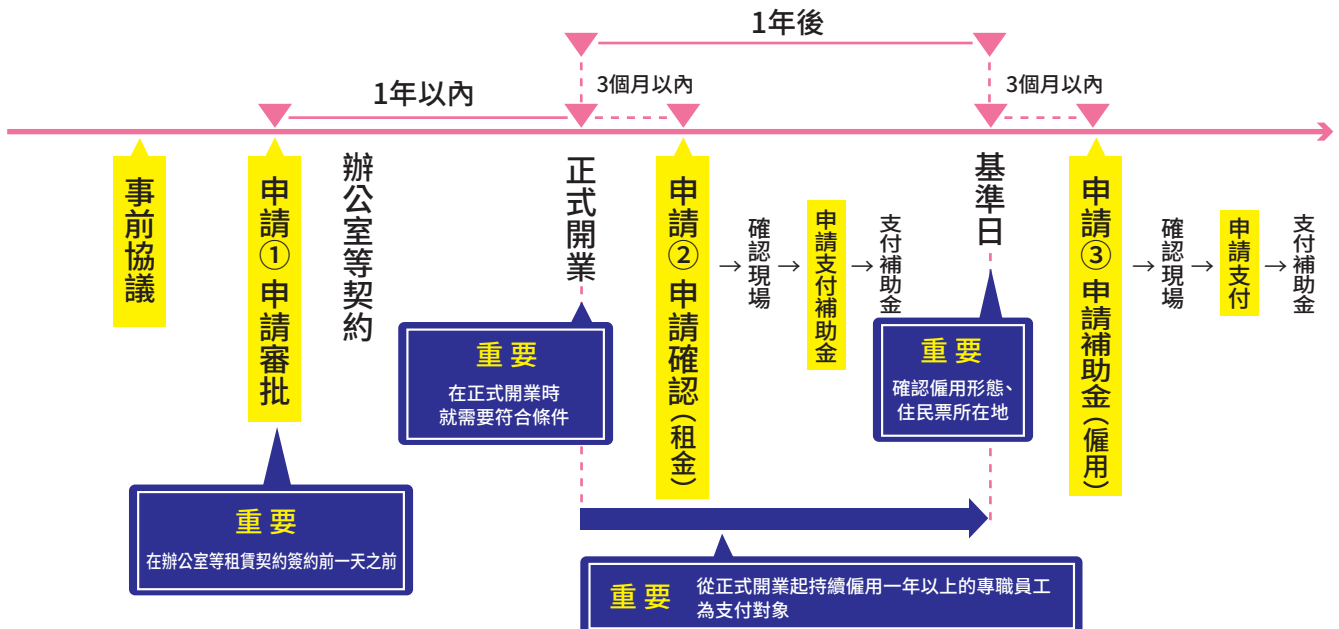 1年後
1年以內
3個月以內
3個月以內
事前協議
申請① 申請審批
辦公室等契約
正式開業
申請② 申請確認（租金）
→
確認現場
→
申請支付補助金
→
支付補助金
基準日
申請③ 申請補助金（僱用）
→
確認現場
→
申請支付
→
支付補助金
重要
在正式開業時
就需要符合條件
重要
確認僱用形態、
住民票所在地
重要
在辦公室等租賃契約簽約前一天之前
重要
從正式開業起持續僱用一年以上的專職員工
為支付對象